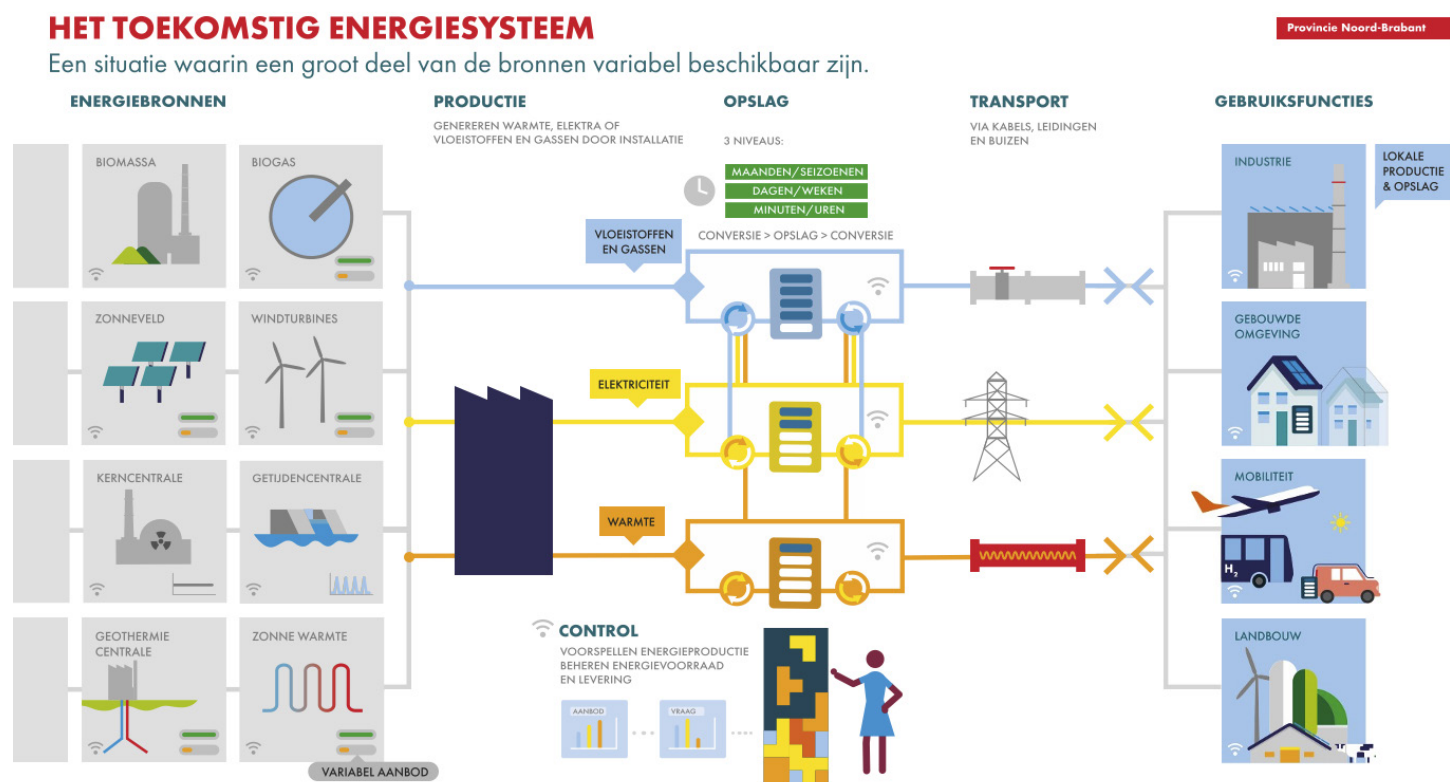 HET TOEKOMSTIG ENERGIESYSTEEM
Provincie Noord-Brabant
Een situatie waarin een groot deel van de bronnen variabel beschikbaar zijn.
ENERGIEBRONNEN
BIOMASSA
BIOGAS
ZONNEVELD
WINDTURBINES
KERNCENTRALE
GETIJDENCENTRALE
GEOTHERMIE
CENTRALE
ZONNE WARMTE
VARIABEL AANBOD
PRODUCTIE
GENEREREN WARMTE, ELEKTRA OF
VLOEISTOFFEN EN GASSEN DOOR INSTALLATIE
VLOEISTOFFEN
EN GASSEN
ELEKTRICITEIT
WARMTE
OPSLAG
3 NIVEAUS:
MAANDEN/SEIZOENEN
DAGEN/WEKEN
MINUTEN/UREN
CONVERSIE > OPSLAG > CONVERSIE
TRANSPORT
VIA KABELS, LEIDINGEN
EN BUIZEN
GEBRUIKSFUNCTIES
INDUSTRIE
LOKALE
PRODUCTIE
& OPSLAG
GEBOUWDE
OMGEVING
MOBILITEIT
H2
LANDBOUW
CONTROL
VOORSPELLEN ENERGIEPRODUCTIE
BEHEREN ENERGIEVOORRAAD
EN LEVERING
AANBOD
VRAAG